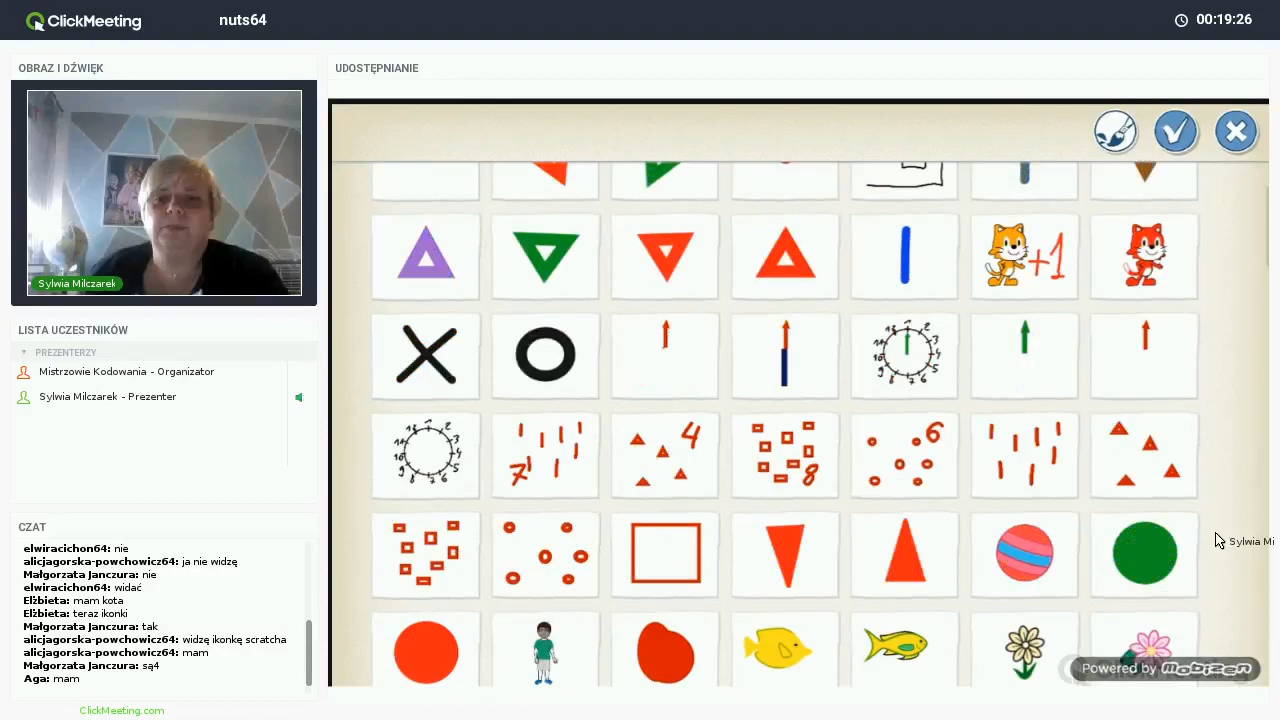 ClickMeeting
nuts64
00:19:26
OBRAZ I DŹWIĘK
UDOSTĘPNIANIE
Sylwia Milczarek
LISTA UCZESTNIKÓW
PREZENTERZY
Mistrzowie Kodowania - Organizator
Sylwia Milczarek - Prezenter
CZAT
elwiracichon64: nie
alicjagorska-powchowicz64: ja nie widzę
Małgorzata Janczura: nie
elwiracichon64: widać
Elżbieta: mam kota
Elżbieta: teraz ikonki
Małgorzata Janczura: tak
alicjagorska-powchowicz64: widzę ikonkę scratcha
alicjagorska-powchowicz64: mam
Małgorzata Janczura: są4
Aga: mam
ClickMeeting.com
+1
7
4
8
6
Sylwia Mi
Powered by Mobizen